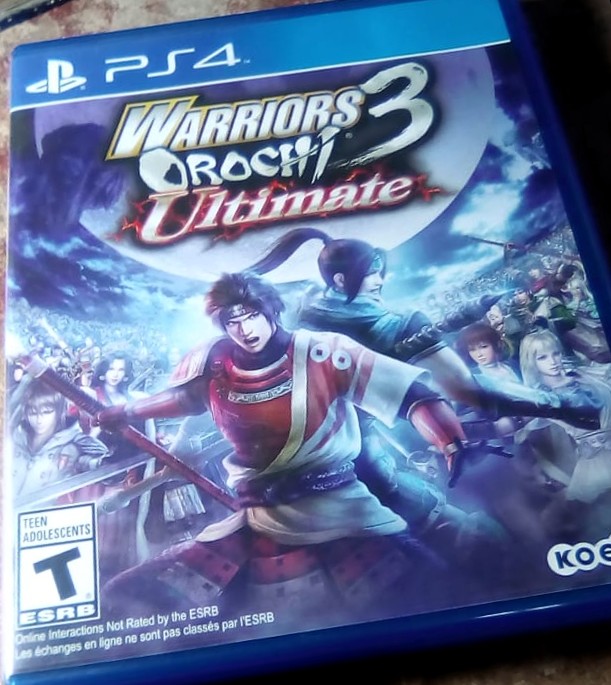 PS4
WARRIORS
OROCHI 3
Ultimate
TEEN
ADOLESCENTS
T
ESRB
KOE
Online Interactions Not Rated by the ESRB
Les échanges en ligne ne sont pas classés par l'ESRB